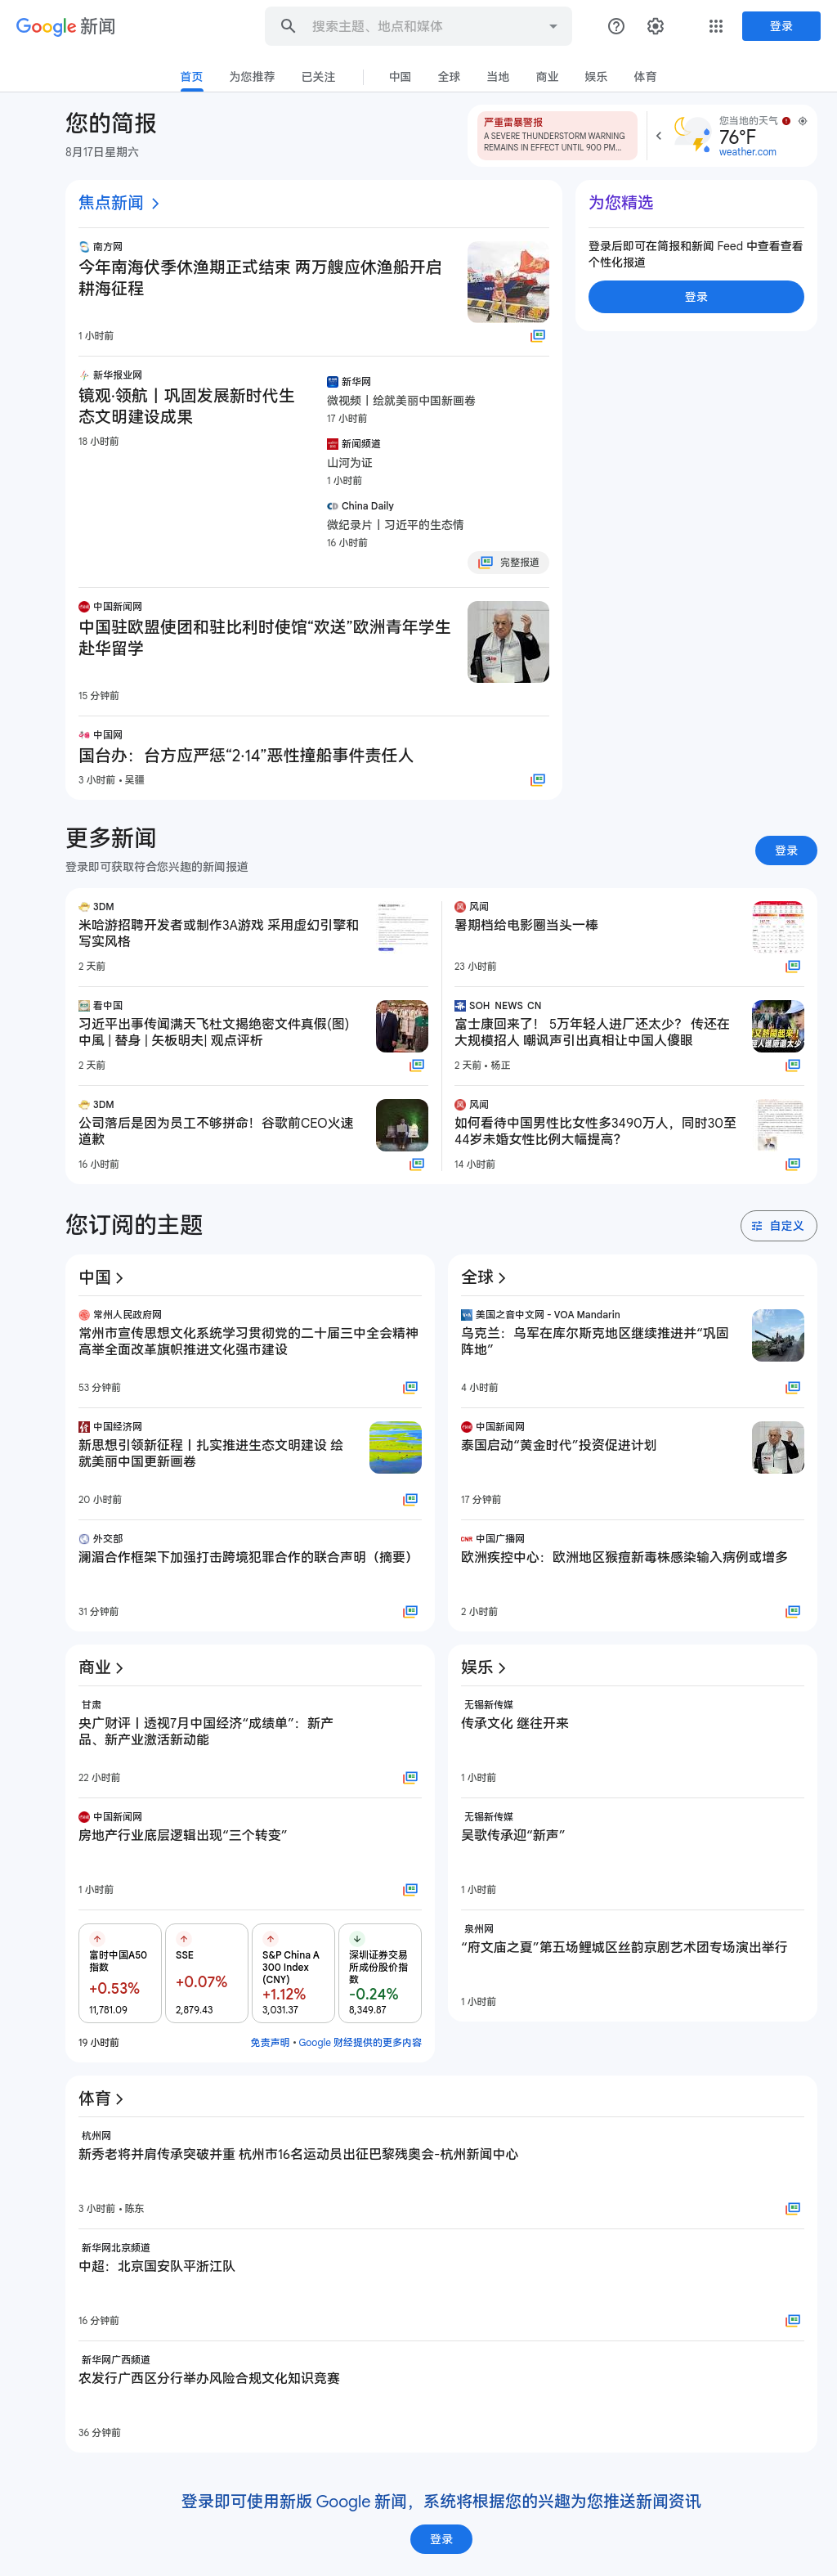 Google 新闻
搜索主题、地点和媒体
登录
首页
为您推荐
已关注
中国
全球
当地
商业
娱乐
体育
您的简报
8月17日星期六
严重雷暴警报
A SEVERE THUNDERSTORM WARNING
REMAINS IN EFFECT UNTIL 900 PM...
您当地的天气
76°F
weather.com
焦点新闻
南方网
今年南海伏季休渔期正式结束 两万艘应休渔船开启
耕海征程
1 小时前
新华报业网
镜观·领航丨巩固发展新时代生
态文明建设成果
18 小时前
新华网
微视频丨绘就美丽中国新画卷
17 小时前
新闻频道
山河为证
1 小时前
China Daily
微纪录片丨习近平的生态情
16 小时前
完整报道
中国新闻网
中国驻欧盟使团和驻比利时使馆“欢送”欧洲青年学生
赴华留学
15 分钟前
中国网
国台办：台方应严惩“2·14”恶性撞船事件责任人
3 小时前 • 吴疆
为您精选
登录后即可在简报和新闻 Feed 中查看查看
个性化报道
登录
更多新闻
登录即可获取符合您兴趣的新闻报道
登录
3DM
米哈游招聘开发者或制作3A游戏 采用虚幻引擎和
写实风格
2 天前
看中国
习近平出事传闻满天飞杜文揭绝密文件真假(图)
中風 | 替身 | 矢板明夫| 观点评析
2 天前
3DM
公司落后是因为员工不够拼命！谷歌前CEO火速
道歉
16 小时前
风闻
暑期档给电影圈当头一棒
23 小时前
SOH NEWS CN
富士康回来了！ 5万年轻人进厂还太少？ 传还在
大规模招人 嘲讽声引出真相让中国人傻眼
2 天前 • 杨正
风闻
如何看待中国男性比女性多3490万人，同时30至
44岁未婚女性比例大幅提高？
14 小时前
您订阅的主题
自定义
中国
常州人民政府网
常州市宣传思想文化系统学习贯彻党的二十届三中全会精神
高举全面改革旗帜推进文化强市建设
53 分钟前
中国经济网
新思想引领新征程丨扎实推进生态文明建设 绘
就美丽中国更新画卷
20 小时前
外交部
澜湄合作框架下加强打击跨境犯罪合作的联合声明（摘要）
31 分钟前
全球
美国之音中文网 - VOA Mandarin
乌克兰：乌军在库尔斯克地区继续推进并“巩固
阵地”
4 小时前
中国新闻网
泰国启动“黄金时代”投资促进计划
17 分钟前
中国广播网
欧洲疾控中心：欧洲地区猴痘新毒株感染输入病例或增多
2 小时前
商业
甘肃
央广财评丨透视7月中国经济“成绩单”：新产
品、新产业激活新动能
22 小时前
中国新闻网
房地产行业底层逻辑出现“三个转变”
1 小时前
富时中国A50
指数
+0.53%
11,781.09
SSE
+0.07%
2,879.43
S&P China A
300 Index
(CNY)
+1.12%
3,031.37
深圳证券交易
所成份股价指
数
-0.24%
8,349.87
19 小时前
免责声明 • Google 财经提供的更多内容
娱乐
无锡新传媒
传承文化 继往开来
1 小时前
无锡新传媒
吴歌传承迎“新声”
1 小时前
泉州网
“府文庙之夏”第五场鲤城区丝韵京剧艺术团专场演出举行
1 小时前
体育
杭州网
新秀老将并肩传承突破并重 杭州市16名运动员出征巴黎残奥会-杭州新闻中心
3 小时前 • 陈东
新华网北京频道
中超：北京国安队平浙江队
16 分钟前
新华网广西频道
农发行广西区分行举办风险合规文化知识竞赛
36 分钟前
登录即可使用新版 Google 新闻，系统将根据您的兴趣为您推送新闻资讯
登录